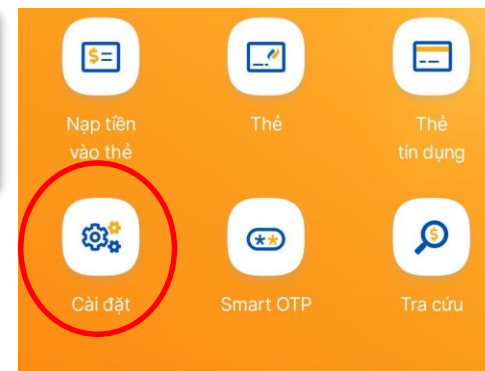 Nạp tiền
vào thẻ
Thẻ
Thẻ
tín dụng
Cài đặt
Smart OTP
Tra cứu